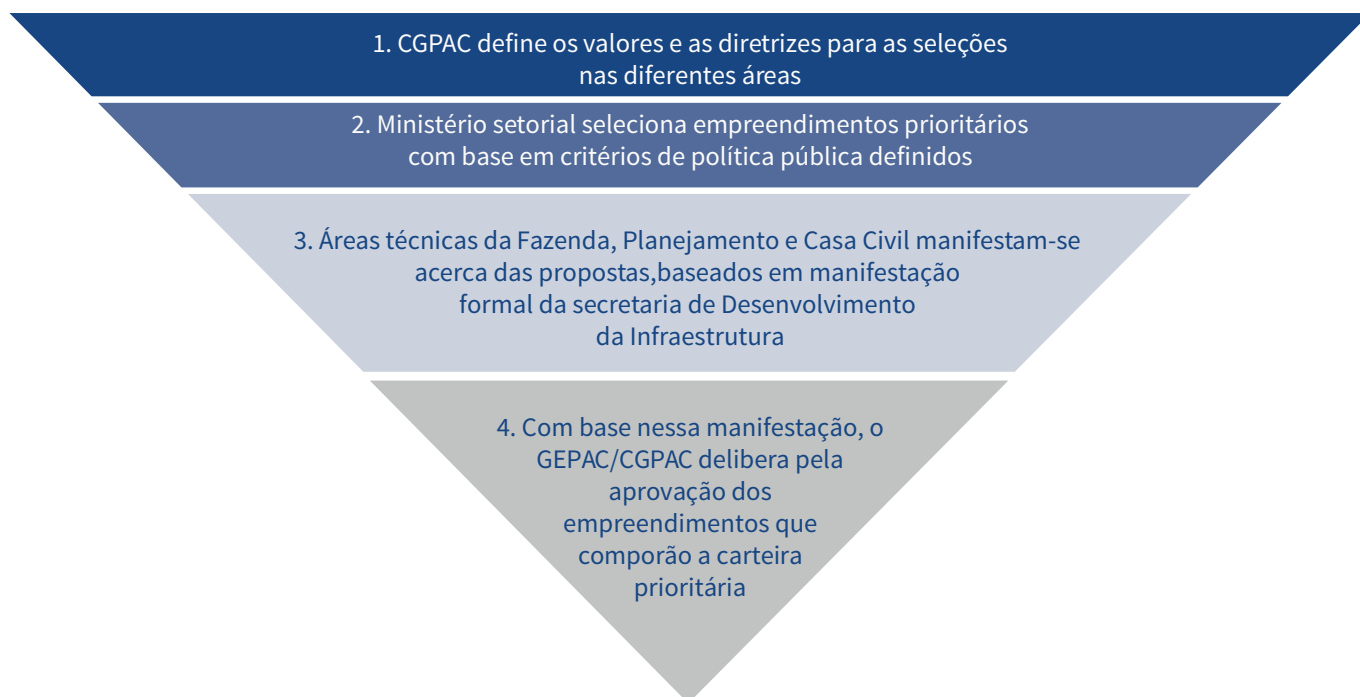 1. CGPAC define os valores e as diretrizes para as seleções
nas diferentes áreas
2. Ministério setorial seleciona empreendimentos prioritários
com base em critérios de política pública definidos
3. Áreas técnicas da Fazenda, Planejamento e Casa Civil manifestam-se
acerca das propostas,baseados em manifestação
formal da secretaria de Desenvolvimento
da Infraestrutura
4. Com base nessa manifestação, o
GEPAC/CGPAC delibera pela
aprovação dos
empreendimentos que
comporão a carteira
prioritária